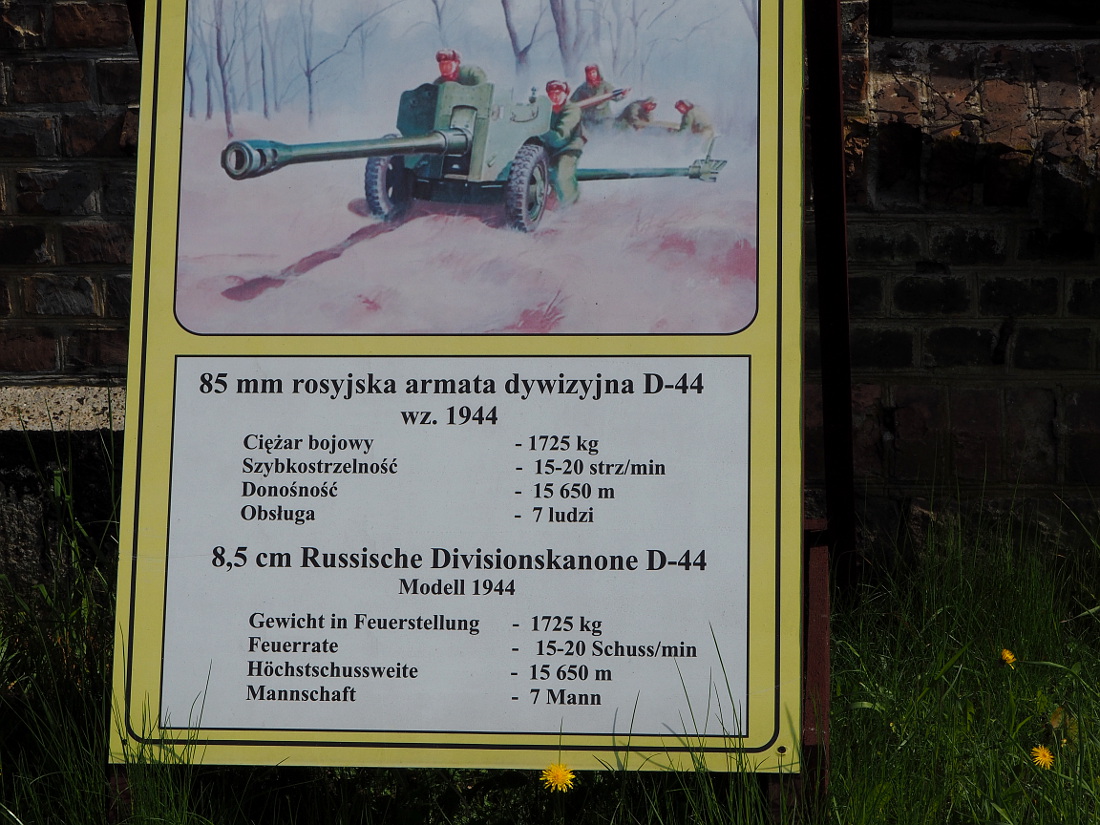 85 mm rosyjska armata dywizyjna D-44
wz. 1944
Ciężar bojowy - 1725 kg
Szybkostrzelność - 15-20 strz/min
Donośność - 15 650 m
Obsługa - 7 ludzi
8,5 cm Russische Divisionskanone D-44
Modell 1944
Gewicht in Feuerstellung - 1725 kg
Feuerrate - 15-20 Schuss/min
Höchstschussweite - 15 650 m
Mannschaft - 7 Mann